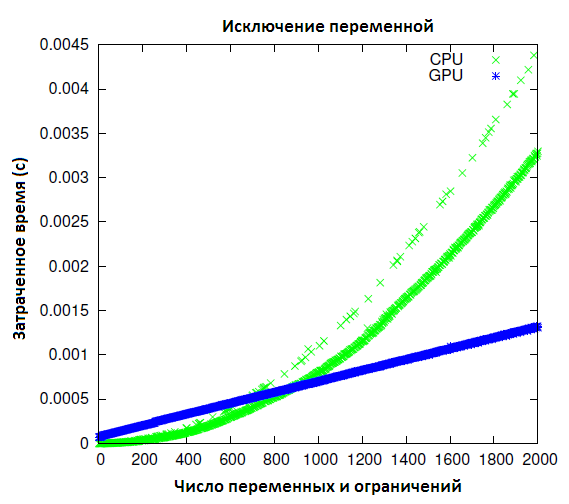 Исключение переменной
CPU
GPU
Затраченное время (с)
0.0045
0.004
0.0035
0.003
0.0025
0.002
0.0015
0.001
0.0005
0
0 200 400 600 800 1000 1200 1400 1600 1800 2000
Число переменных и ограничений